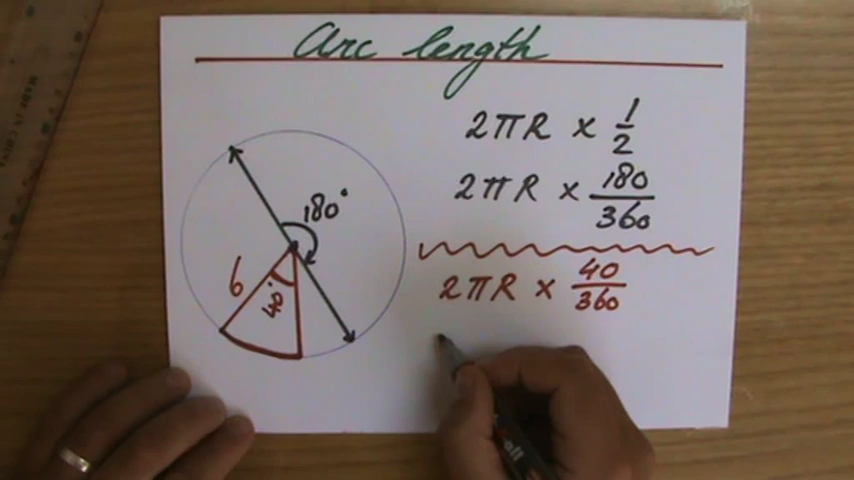 Arc length
2πR × 1/2
2πR × 180/360
180°
6
40°
2πR × 40/360